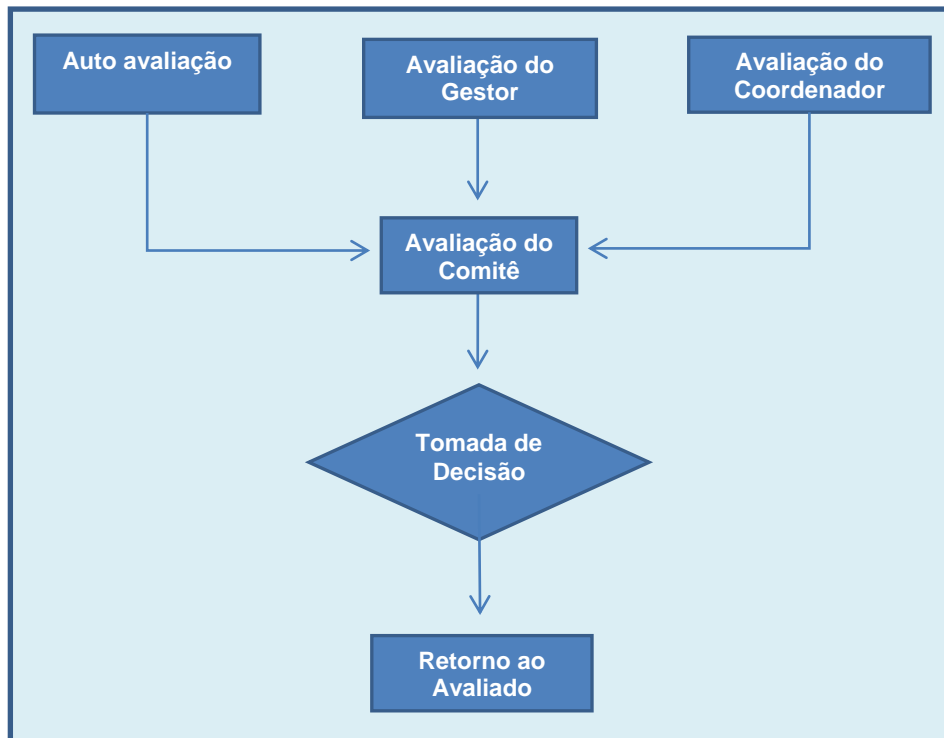 Auto avaliação
Avaliação do
Gestor
Avaliação do
Coordenador
Avaliação do
Comitê
Tomada de
Decisão
Retorno ao
Avaliado